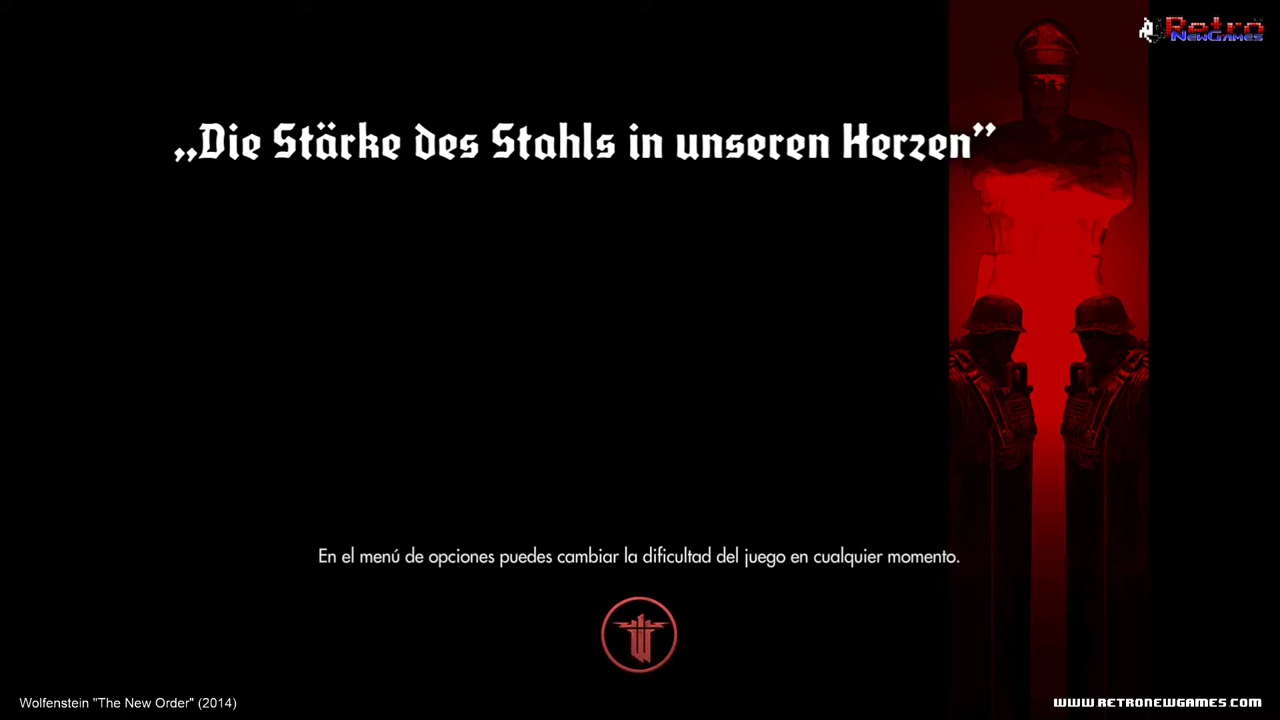 Retro
NewGames
„Die Stärke des Stahls in unseren Herzen”
En el menú de opciones puedes cambiar la dificultad del juego en cualquier momento.
Wolfenstein "The New Order" (2014)
www.retronewgames.com